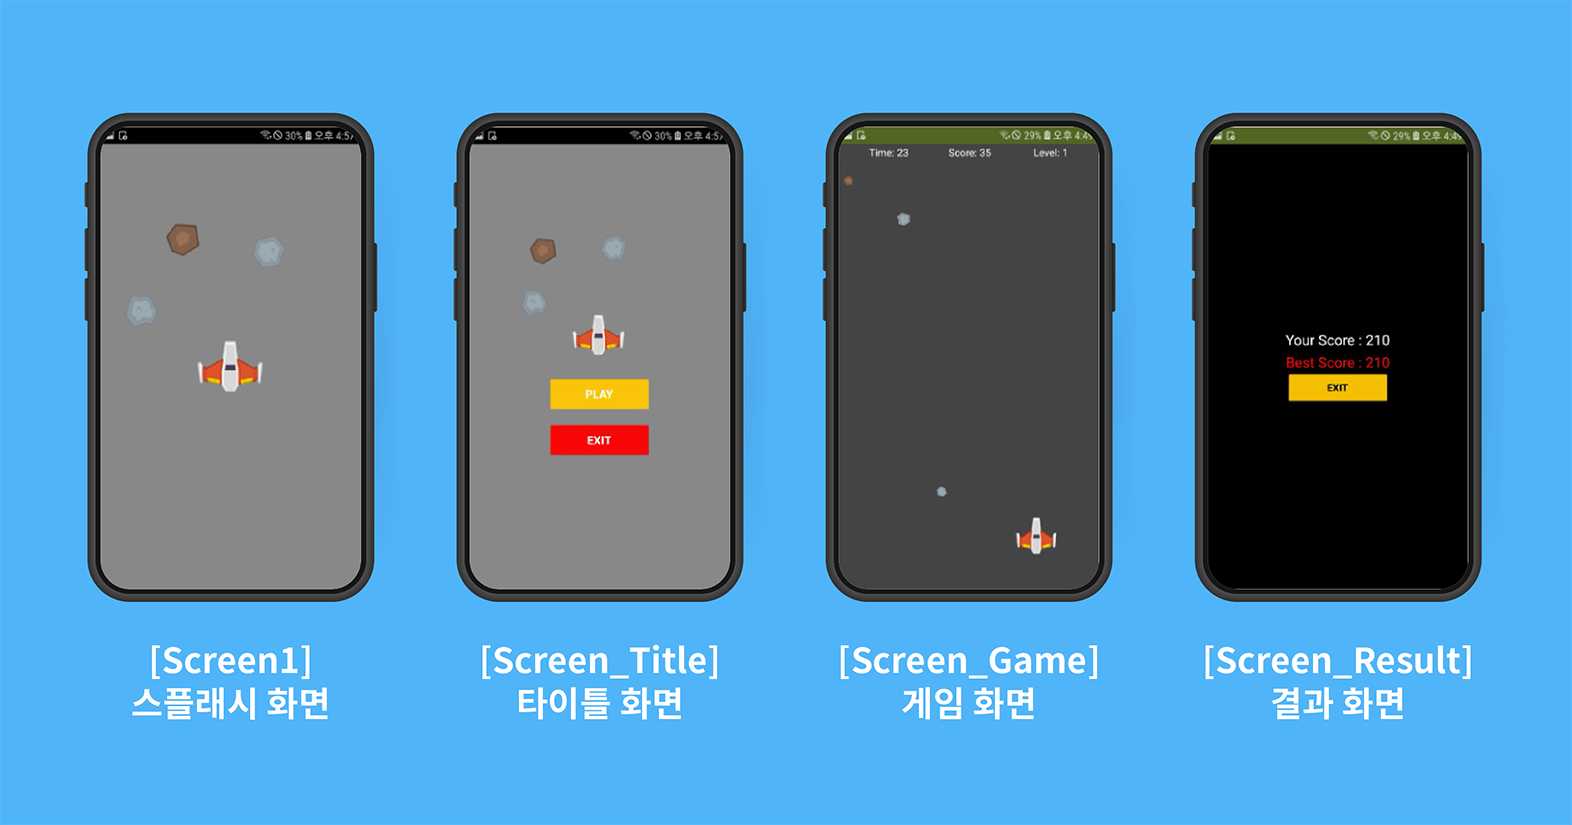 30% 오후 4:57
30% 오후 4:57
PLAY
EXIT
29% 오후 4:49
Time: 23 Score: 35 Level: 1
29% 오후 4:49
Your Score : 210
Best Score : 210
EXIT
[Screen1]
스플래시 화면
[Screen_Title]
타이틀 화면
[Screen_Game]
게임 화면
[Screen_Result]
결과 화면